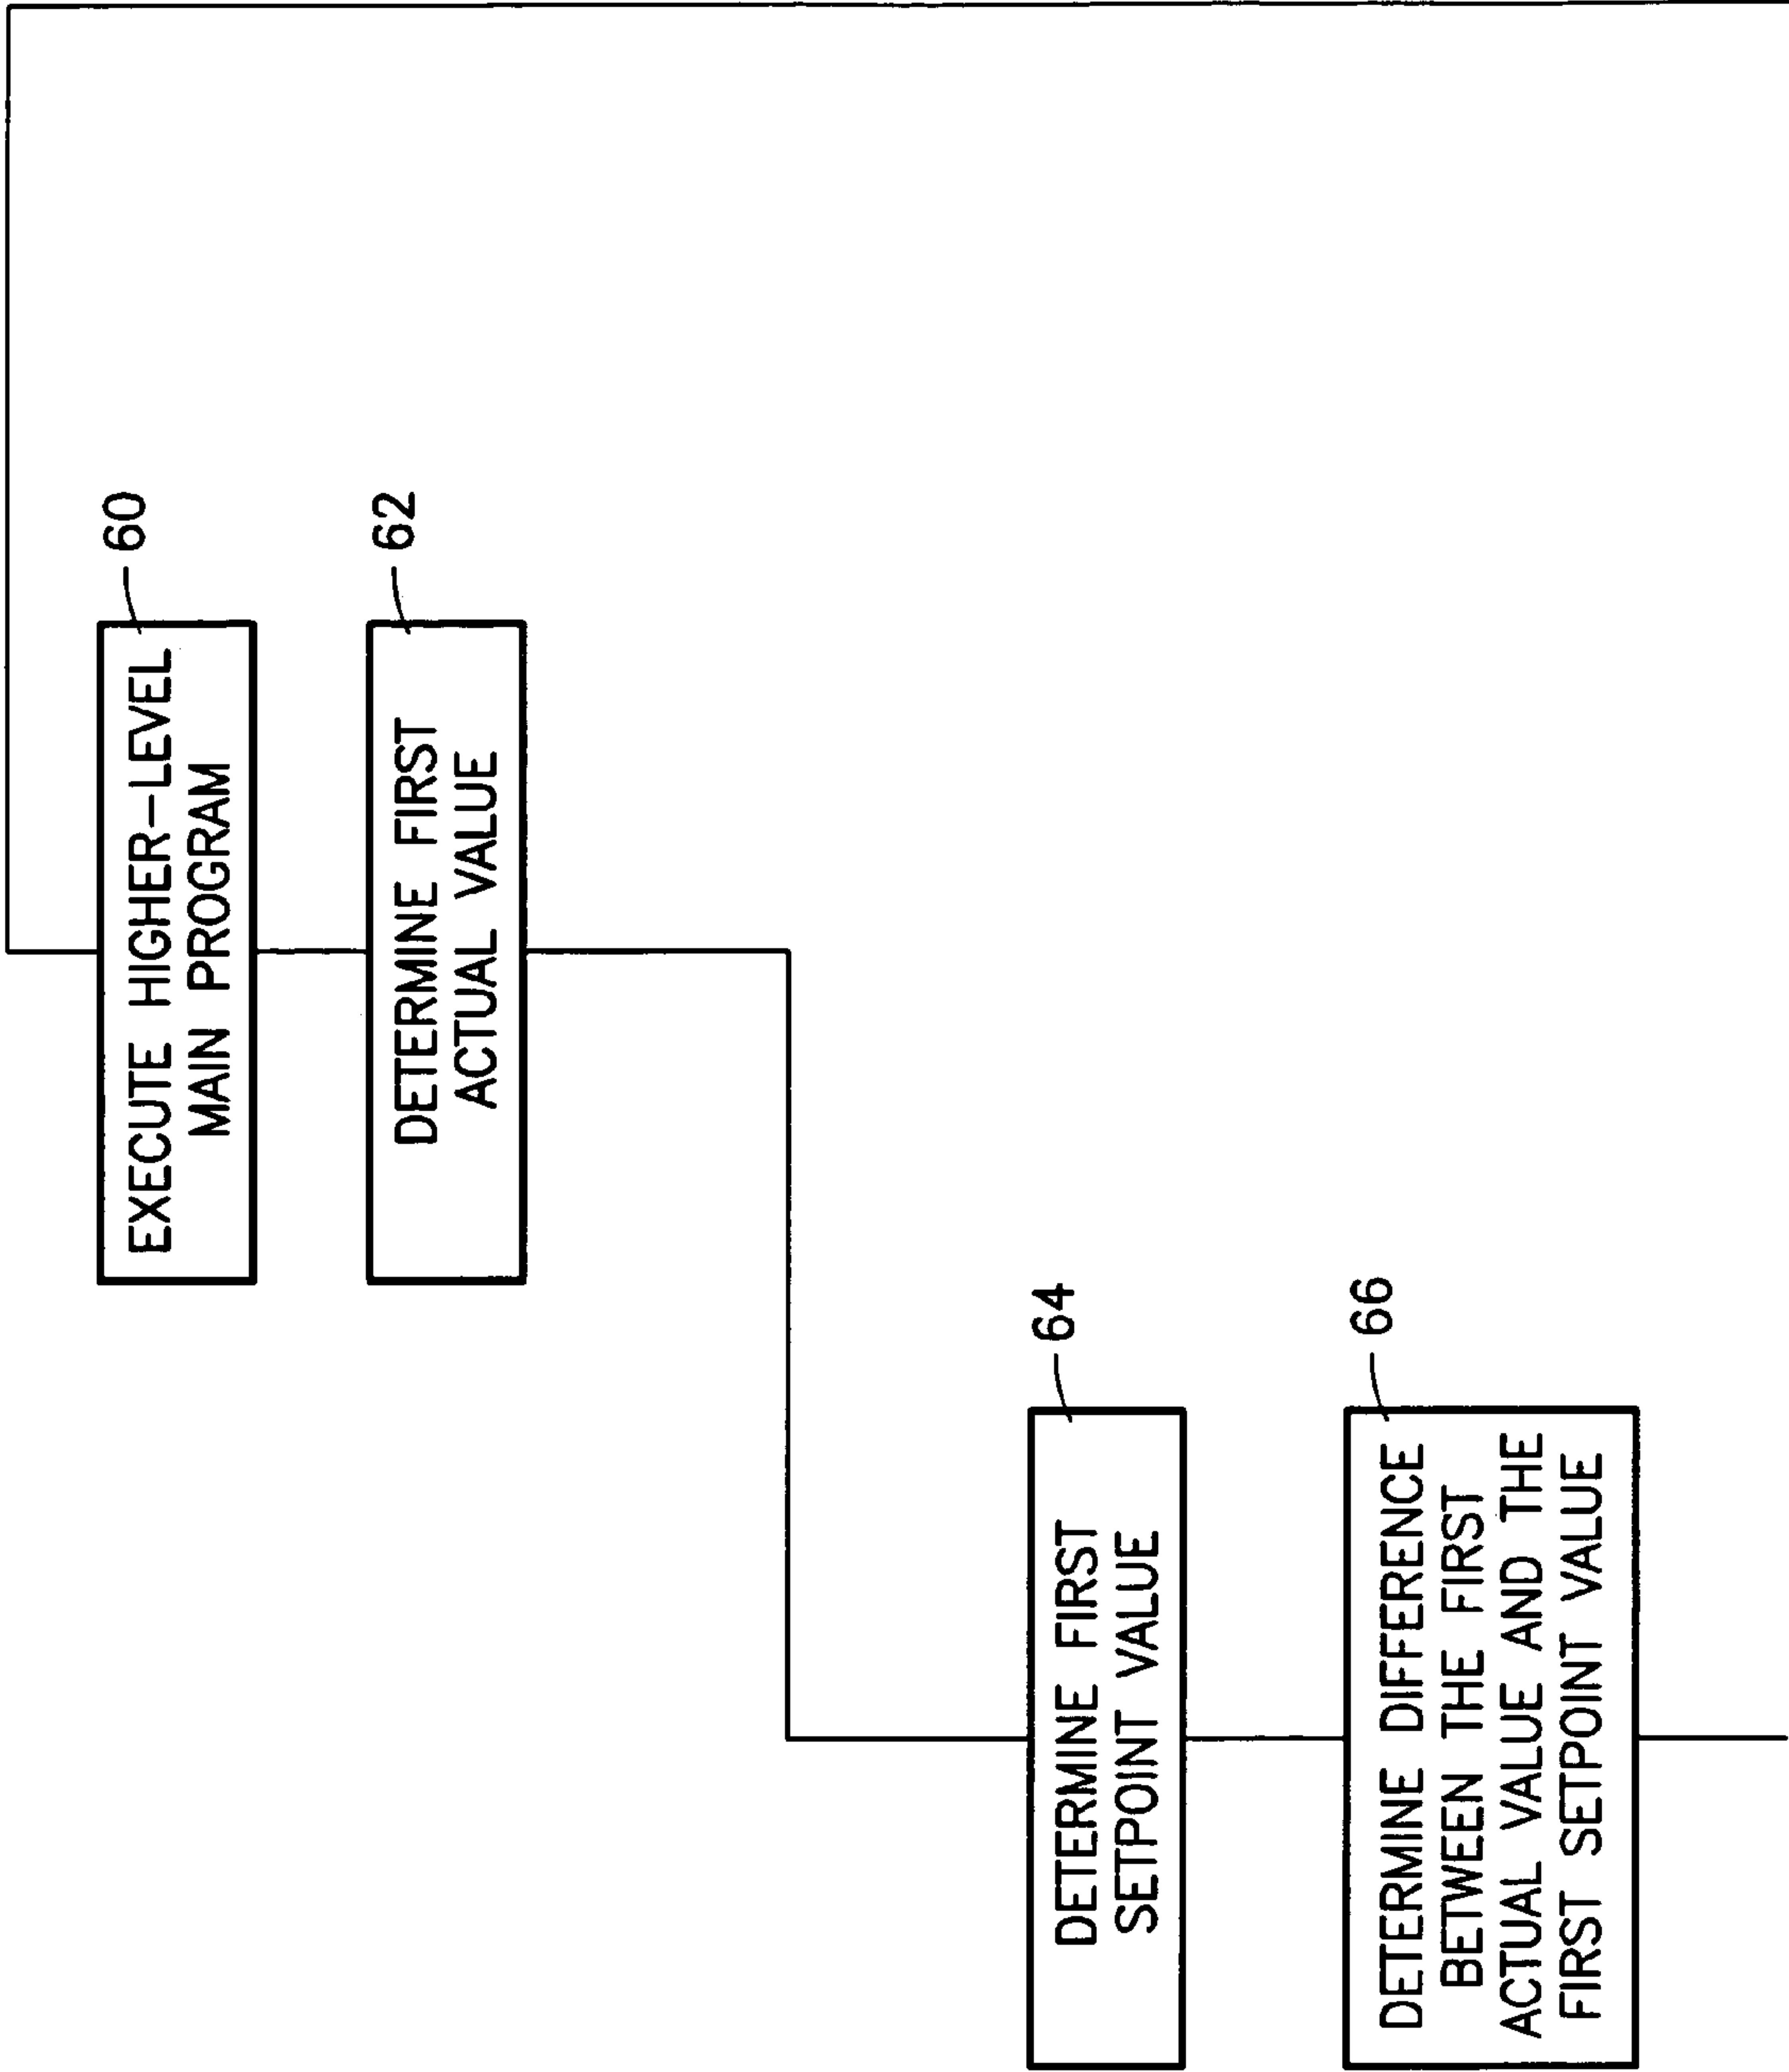 EXECUTE HIGHER-LEVEL
MAIN PROGRAM
60
DETERMINE FIRST
ACTUAL VALUE
62
DETERMINE FIRST
SETPOINT VALUE
64
DETERMINE DIFFERENCE
BETWEEN THE FIRST
ACTUAL VALUE AND THE
FIRST SETPOINT VALUE
66